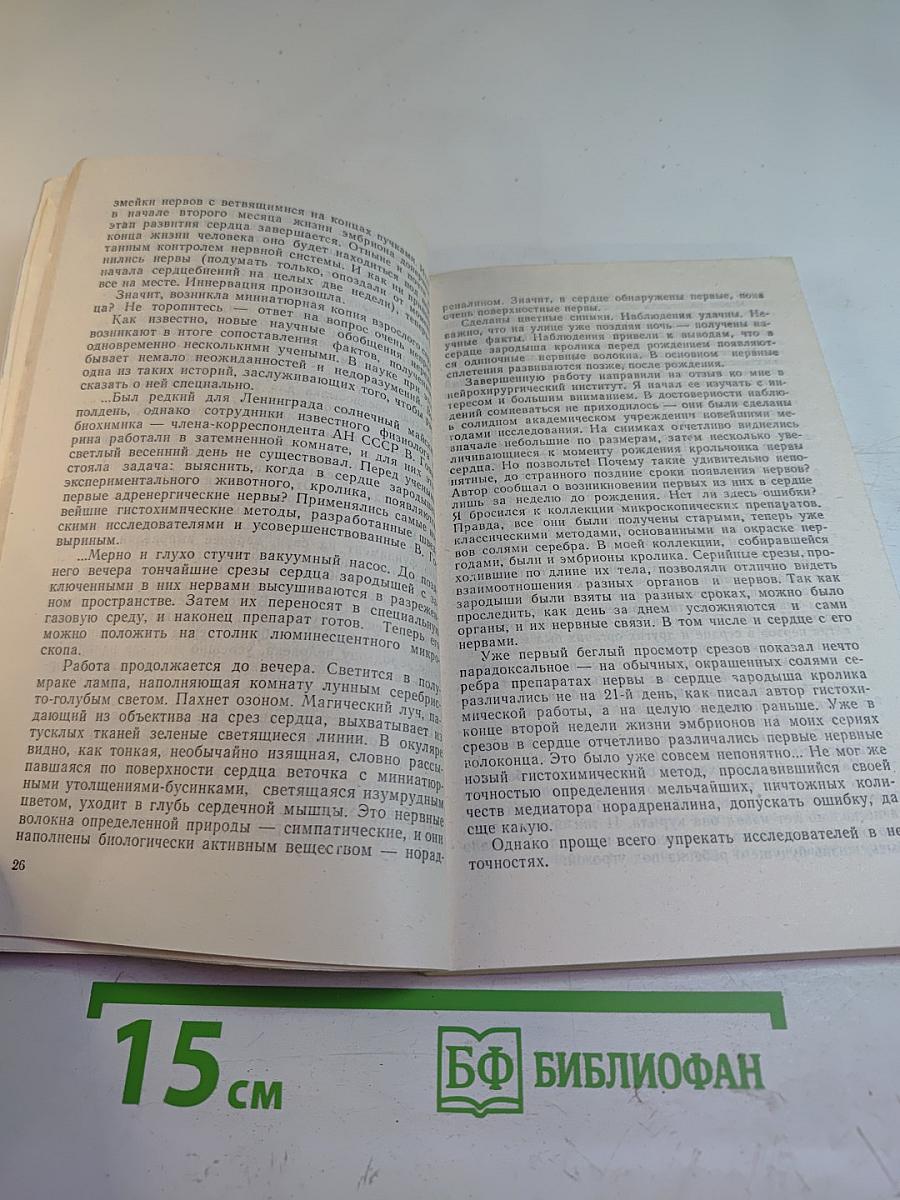 змейки нервов с ветвящимися на концах пучками.
в начале второго месяца жизни эмбриона
этап развития сердца завершается. Отныне и
конца жизни человека оно будет находиться под
танным контролем нервной системы. И как ни
нились нервы (подумать только, опоздали от
начала сердцебиений на целых две недели),
все на месте. Иннервация произошла.
Значит, возникла миниатюрная копия взрослого
ца? Не торопитесь — ответ на вопрос очень
Как известно, новые научные обобщения
возникают в итоге сопоставления фактов,
одновременно несколькими учеными. В науке при
бывает немало неожиданностей и недоразумений.
одна из таких историй, заслуживающих того, чтобы
сказать о ней специально.
...Был редкий для Ленинграда солнечный майский
полдень, однако сотрудники известного физиолога
биохимика — члена-корреспондента АН СССР В.
рина работали в затемненной комнате, и для них
светлый весенний день не существовал. Перед
стояла задача: выяснить, когда в сердце зародыша
экспериментального животного, кролика, появляются
первые адренергические нервы? Применялись самые
вейшие гистохимические методы, разработанные
скими исследователями и усовершенствованные В.
выриным.
...Мерно и глухо стучит вакуумный насос. До позд-
него вечера тончайшие срезы сердца зародышей с за-
ключенными в них нервами высушиваются в разрежен-
ном пространстве. Затем их переносят в специальную
газовую среду, и наконец препарат готов. Теперь его
можно положить на столик люминесцентного микро-
скопа.
Работа продолжается до вечера. Светится в полу-
мраке лампа, наполняющая комнату лунным серебрис-
то-голубым светом. Пахнет озоном. Магический луч, па-
дающий из объектива на срез сердца, выхватывает из
тусклых тканей зеленые светящиеся линии. В окуляре
видно, как тонкая, необычайно изящная, словно рассы-
павшаяся по поверхности сердца веточка с миниатюр-
ными утолщениями-бусинками, светящаяся изумрудным
цветом, уходит в глубь сердечной мышцы. Это нервные
волокна определенной природы — симпатические, и они
наполнены биологически активным веществом — норад-
26
реналином. Значит, в сердце обнаружены первые, пока
очень поверхностные нервы.
Сделаны цветные снимки. Наблюдения удачны. Не-
важно, что на улице уже поздняя ночь — получены на-
учные факты. Наблюдения привели к выводам, что в
сердце зародыша кролика перед рождением появляют-
ся одиночные нервные волокна. В основном нервные
сплетения развиваются позже, после рождения.
Завершенную работу направили на отзыв ко мне в
нейрохирургический институт. Я начал ее изучать с ин-
тересом и большим вниманием. В достоверности наблю-
дений сомневаться не приходилось — они были сделаны
в солидном академическом учреждении новейшими ме-
тодами исследования. На снимках отчетливо виднелись
вначале небольшие по размерам, затем несколько уве-
личивающиеся к моменту рождения крольчонка нервы
сердца. Но позвольте! Почему такие удивительно непо-
нятные, до странного поздние сроки появления нервов?
Автор сообщал о возникновении первых из них в сердце
лишь за неделю до рождения. Нет ли здесь ошибки?
Я бросился к коллекции микроскопических препаратов.
Правда, все они были получены старыми, теперь уже
классическими методами, основанными на окраске нер-
вов солями серебра. В моей коллекции, собиравшейся
годами, были и эмбрионы кролика. Серийные срезы, про-
ходившие по длине их тела, позволяли отлично видеть
взаимоотношения разных органов и нервов. Так как
зародыши были взяты на разных сроках, можно было
проследить, как день за днем усложняются и сами
органы, и их нервные связи. В том числе и сердце с его
нервами.
Уже первый беглый просмотр срезов показал нечто
парадоксальное — на обычных, окрашенных солями се-
ребра препаратах нервы в сердце зародыша кролика
различались не на 21-й день, как писал автор гистохи-
мической работы, а на целую неделю раньше. Уже в
конце второй недели жизни эмбрионов на моих сериях
срезов в сердце отчетливо различались первые нервные
волоконца. Это было уже совсем непонятно... Не мог же
новый гистохимический метод, прославившийся своей
точностью определения мельчайших, ничтожных коли-
честв медиатора норадреналина, допускать ошибку, да
еще какую.
Однако проще всего упрекать исследователей в не-
точностях.
15 см
БФ БИБЛИОФАН